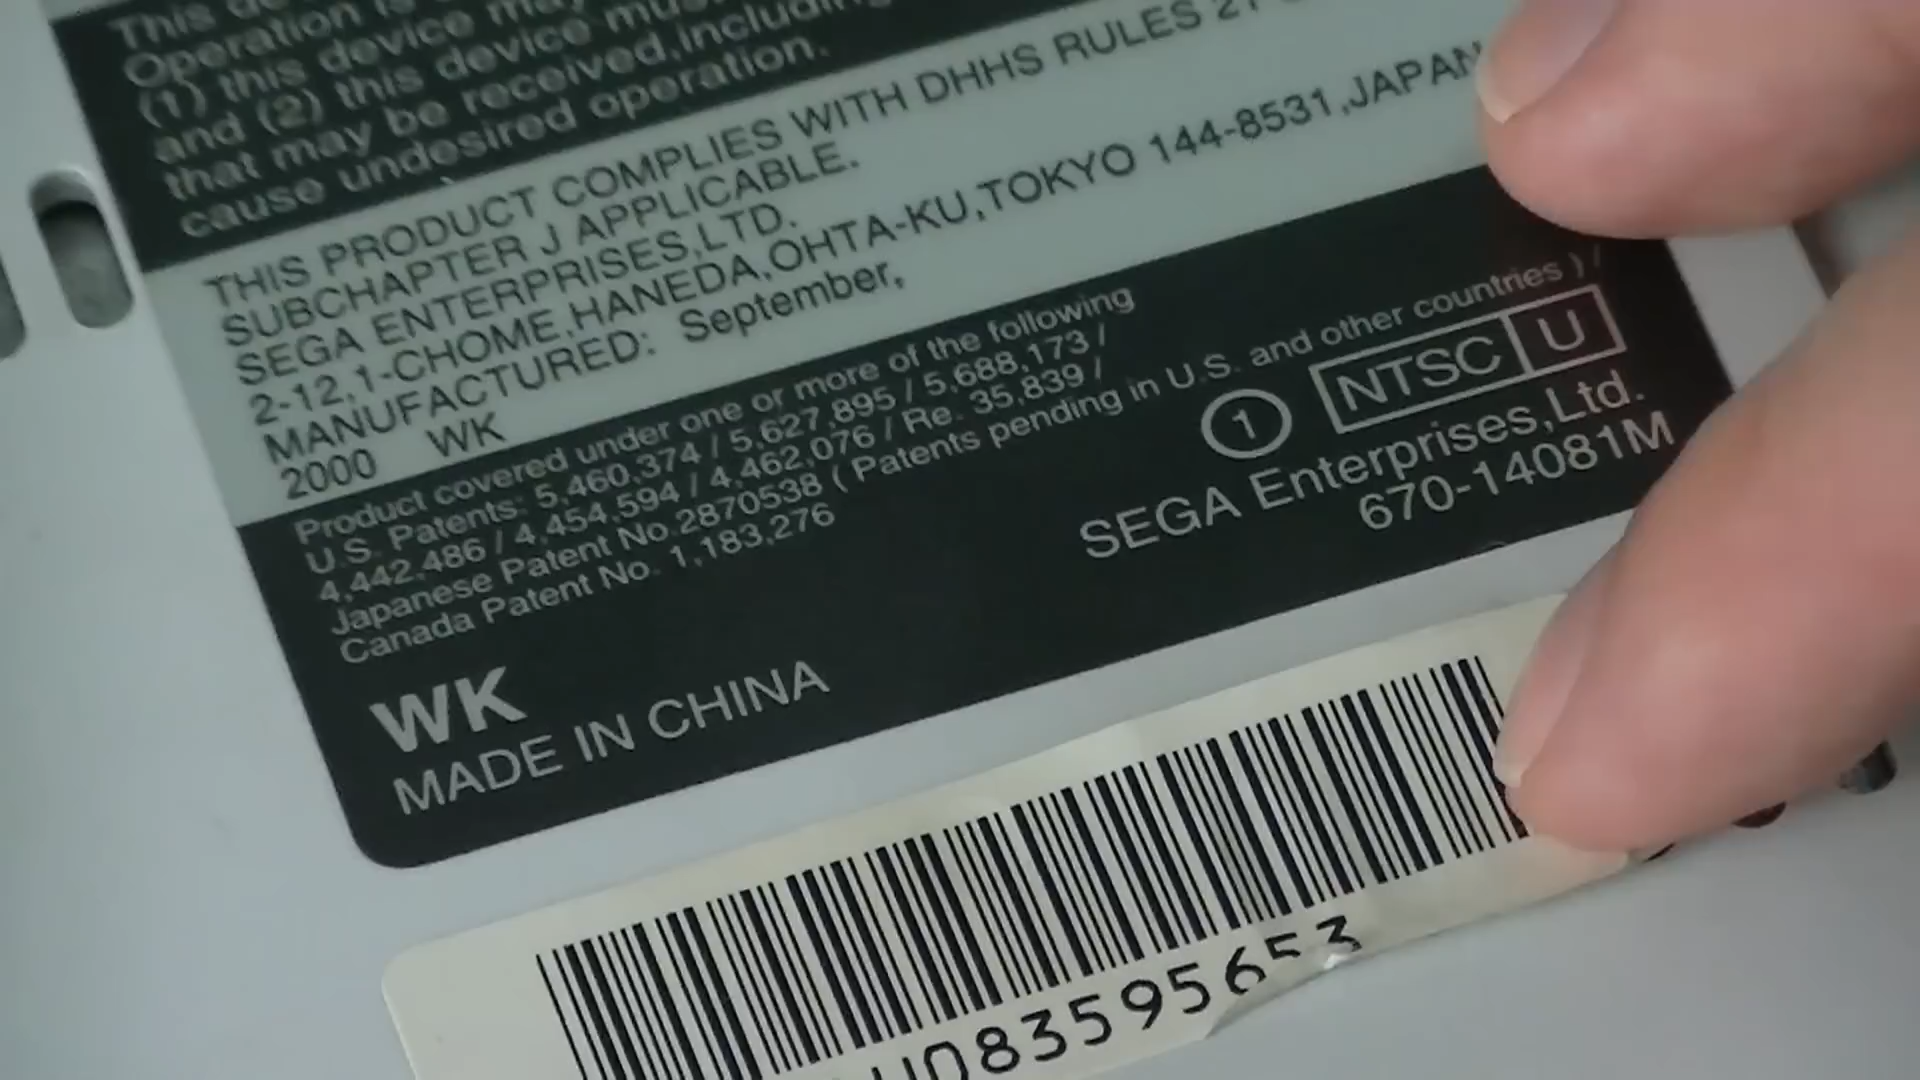 This de
Operation is
(1) this device may
and (2) this device must
that may be received,including
cause undesired operation.
THIS PRODUCT COMPLIES WITH DHHS RULES 21
SUBCHAPTER J APPLICABLE.
SEGA ENTERPRISES,LTD.
2-12,1-CHOME,HANEDA,OHTA-KU,TOKYO 144-8531,JAPAN
MANUFACTURED: September,
2000 WK
Product covered under one or more of the following
U.S. Patents: 5,460,374 / 5,627,895 / 5,688,173 /
4,442,486 / 4,454,594 / 4,462,076 / Re. 35,839 /
Japanese Patent No.2870538 ( Patents pending in U.S. and other countries ) /
Canada Patent No. 1,183,276
1 NTSC U
SEGA Enterprises,Ltd.
670-14081M
WK
MADE IN CHINA
83595653